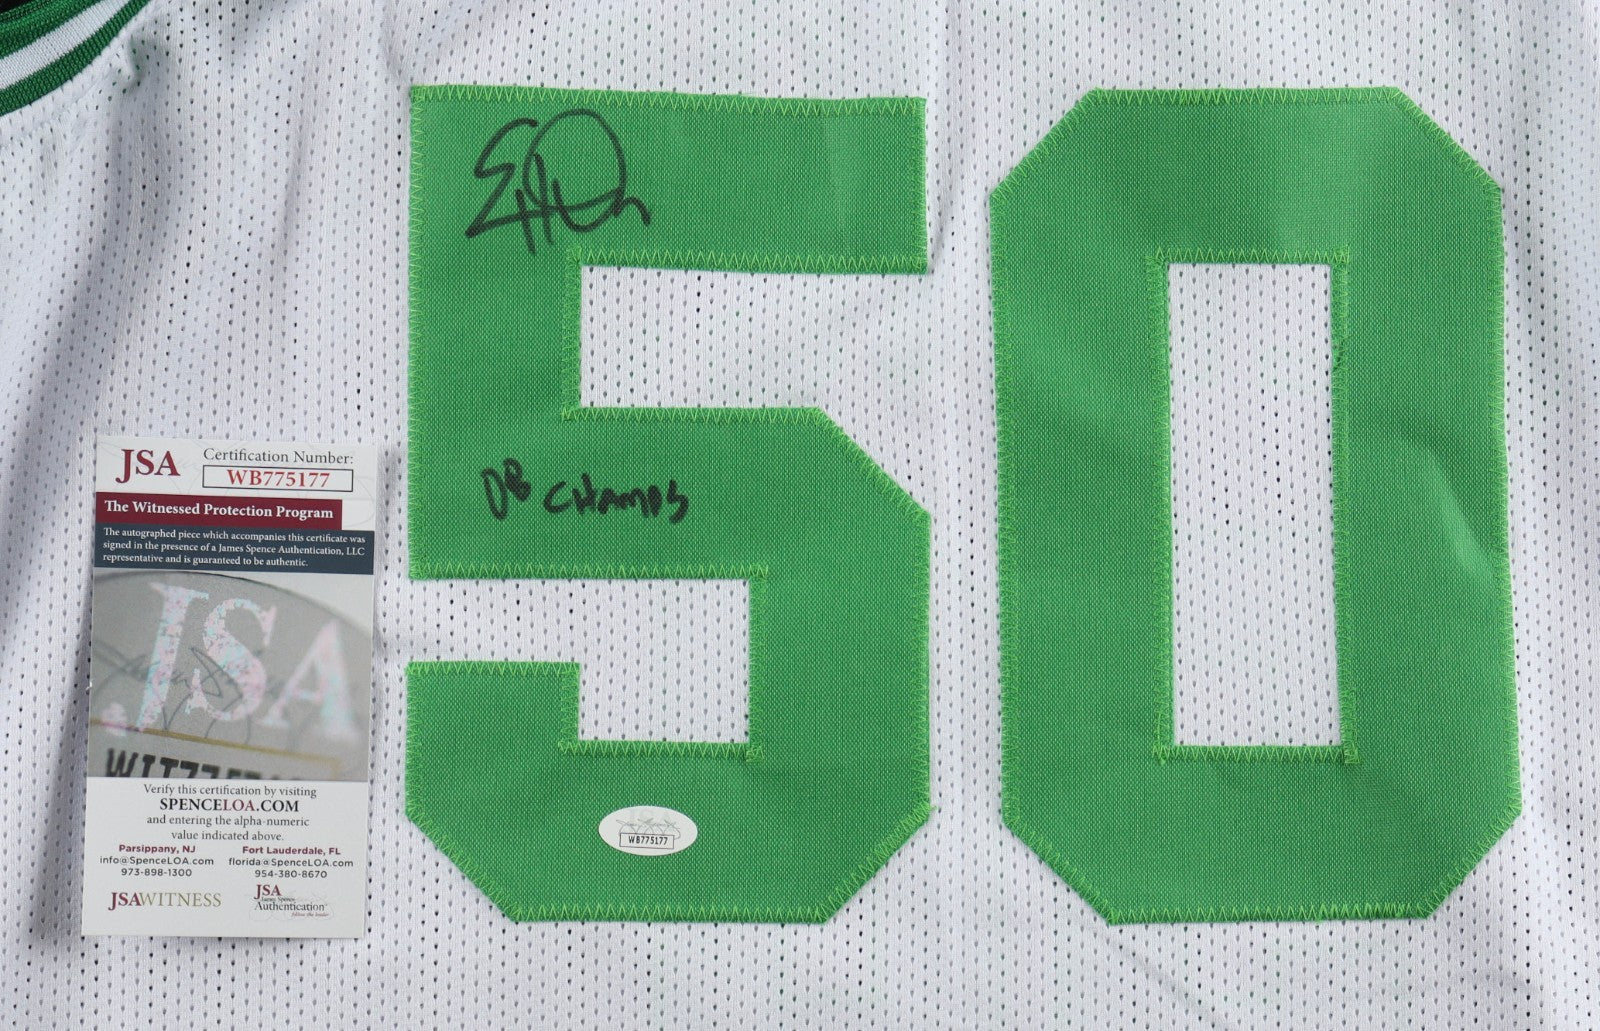 50
08 CHAMPS
WB775177
JSA
Certification Number:
WB775177
The Witnessed Protection Program
The autographed piece which accompanies this certificate was
signed in the presence of a James Spence Authentication, LLC
representative and is guaranteed to be authentic.
JSA
Verify this certification by visiting
SPENCELOA.COM
and entering the alpha-numeric
value indicated above.
Parsippany, NJ
info@SpenceLOA.com
973-898-1300
Fort Lauderdale, FL
florida@SpenceLOA.com
954-380-8670
JSAWITNESS
JSA
James Spence
Authentication